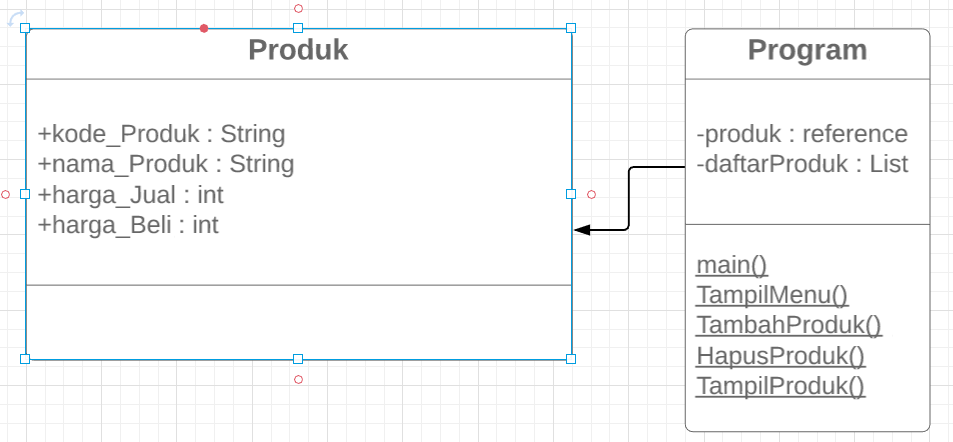 Produk
+kode_Produk : String
+nama_Produk : String
+harga_Jual : int
+harga_Beli : int
Program
-produk : reference
-daftarProduk : List
main()
TampilMenu()
TambahProduk()
HapusProduk()
TampilProduk()